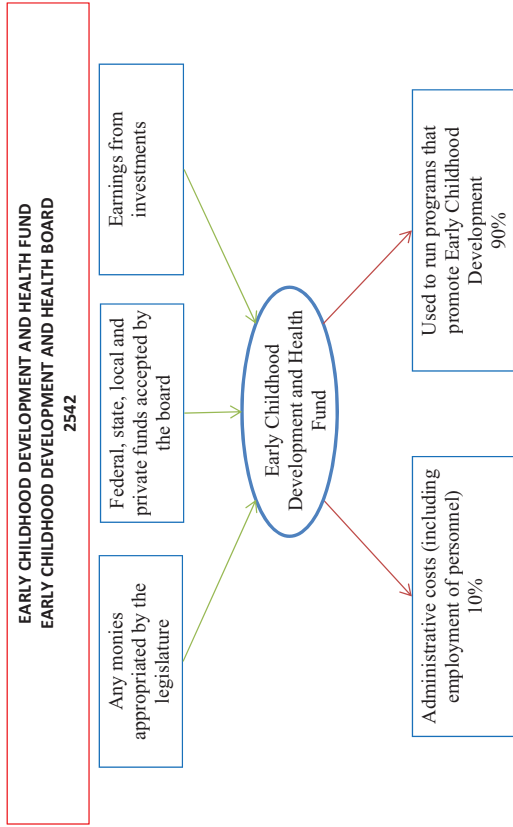 EARLY CHILDHOOD DEVELOPMENT AND HEALTH FUND
EARLY CHILDHOOD DEVELOPMENT AND HEALTH BOARD
2542
Any monies
appropriated by the
legislature
Federal, state, local and
private funds accepted by
the board
Earnings from
investments
Early Childhood
Development and Health
Fund
Administrative costs (including
employment of personnel)
10%
Used to run programs that
promote Early Childhood
Development
90%